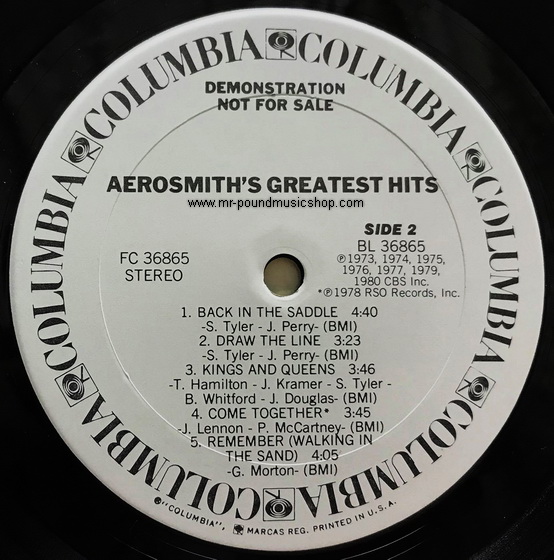 COLUMBIA COLUMBIA COLUMBIA COLUMBIA COLUMBIA COLUMBIA COLUMBIA COLUMBIA
DEMONSTRATION
NOT FOR SALE
AEROSMITH'S GREATEST HITS
www.mr-poundmusicshop.com
SIDE 2
FC 36865
STEREO
BL 36865
℗1973, 1974, 1975,
1976, 1977, 1979,
1980 CBS Inc.
*℗1978 RSO Records, Inc.
1. BACK IN THE SADDLE 4:40
-S. Tyler - J. Perry- (BMI)
2. DRAW THE LINE 3:23
-S. Tyler - J. Perry- (BMI)
3. KINGS AND QUEENS 3:46
-T. Hamilton - J. Kramer - S. Tyler -
B. Whitford - J. Douglas- (BMI)
4. COME TOGETHER* 3:45
-J. Lennon - P. McCartney- (BMI)
5. REMEMBER (WALKING IN
THE SAND) 4:05
-G. Morton- (BMI)
® "COLUMBIA", MARCAS REG. PRINTED IN U.S.A.